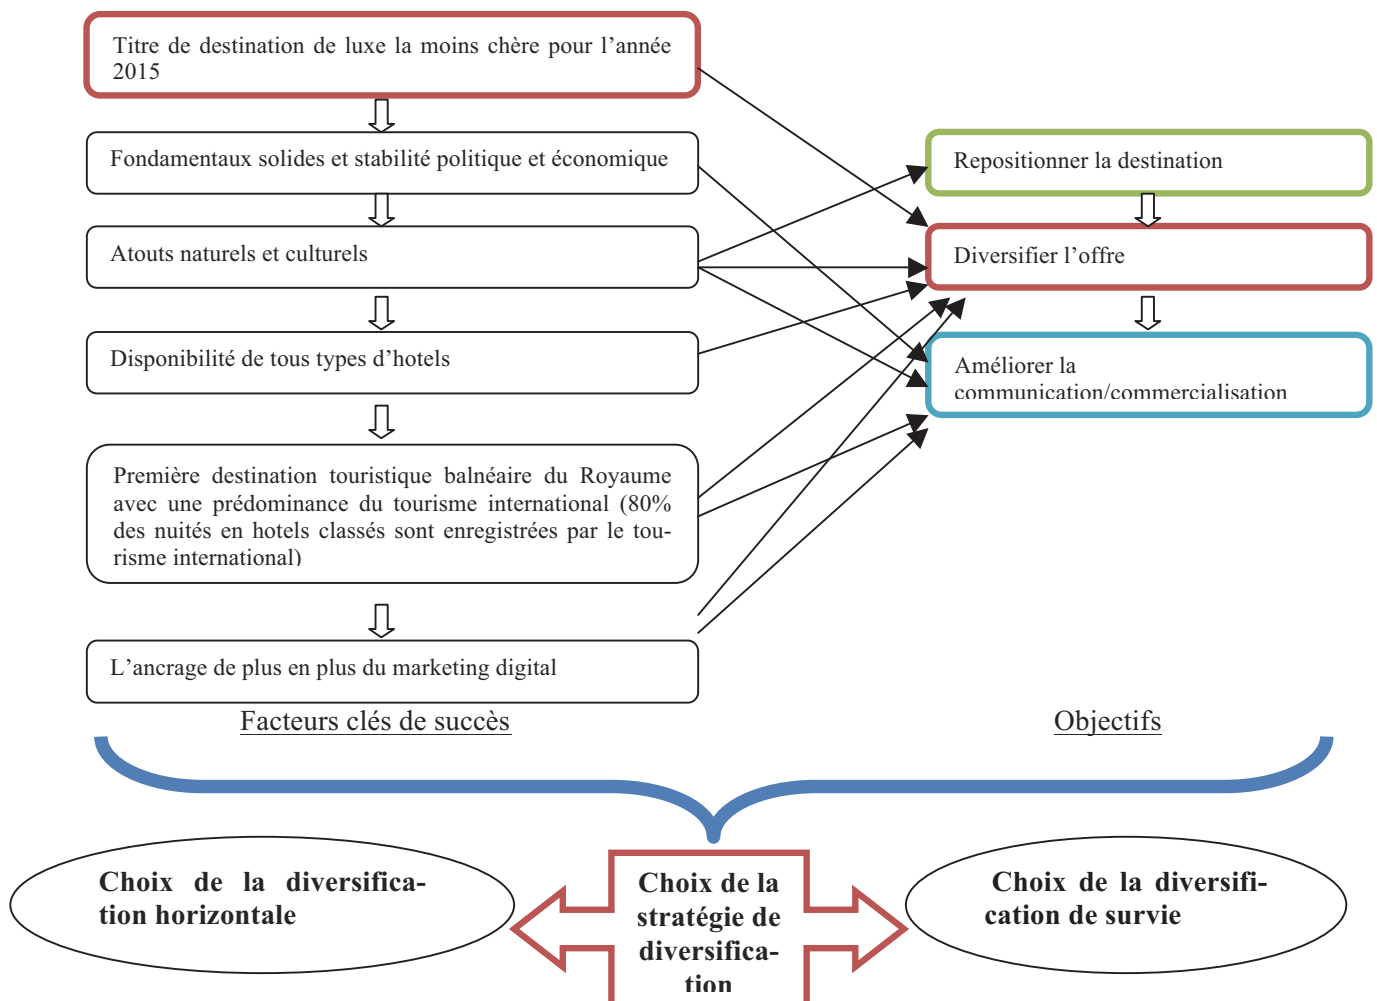 Titre de destination de luxe la moins chère pour l’année
2015
Fondamentaux solides et stabilité politique et économique
Atouts naturels et culturels
Disponibilité de tous types d’hotels
Première destination touristique balnéaire du Royaume
avec une prédominance du tourisme international (80%
des nuités en hotels classés sont enregistrées par le tou-
risme international)
L’ancrage de plus en plus du marketing digital
Facteurs clés de succès
Repositionner la destination
Diversifier l’offre
Améliorer la
communication/commercialisation
Objectifs
Choix de la diversifica-
tion horizontale
Choix de la
stratégie de
diversifica-
tion
Choix de la diversifi-
cation de survie